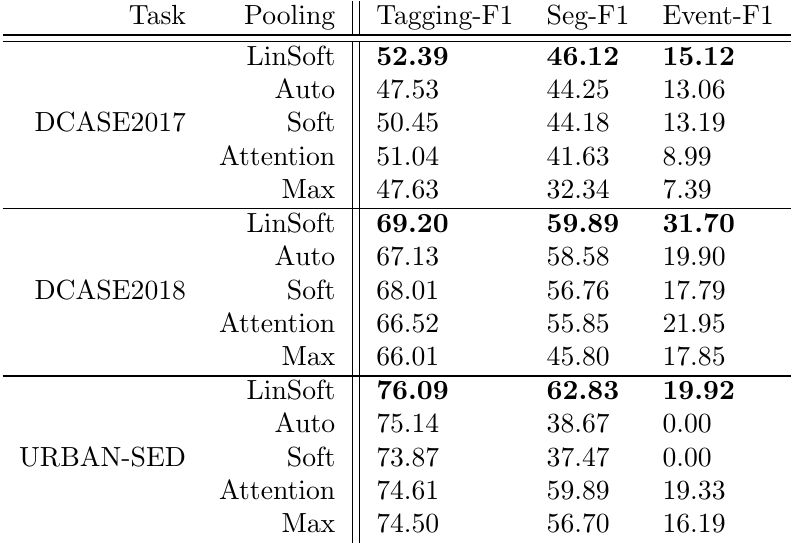 Task Pooling Tagging-F1 Seg-F1 Event-F1
LinSoft 52.39 46.12 15.12
Auto 47.53 44.25 13.06
DCASE2017 Soft 50.45 44.18 13.19
Attention 51.04 41.63 8.99
Max 47.63 32.34 7.39
LinSoft 69.20 59.89 31.70
Auto 67.13 58.58 19.90
DCASE2018 Soft 68.01 56.76 17.79
Attention 66.52 55.85 21.95
Max 66.01 45.80 17.85
LinSoft 76.09 62.83 19.92
Auto 75.14 38.67 0.00
URBAN-SED Soft 73.87 37.47 0.00
Attention 74.61 59.89 19.33
Max 74.50 56.70 16.19